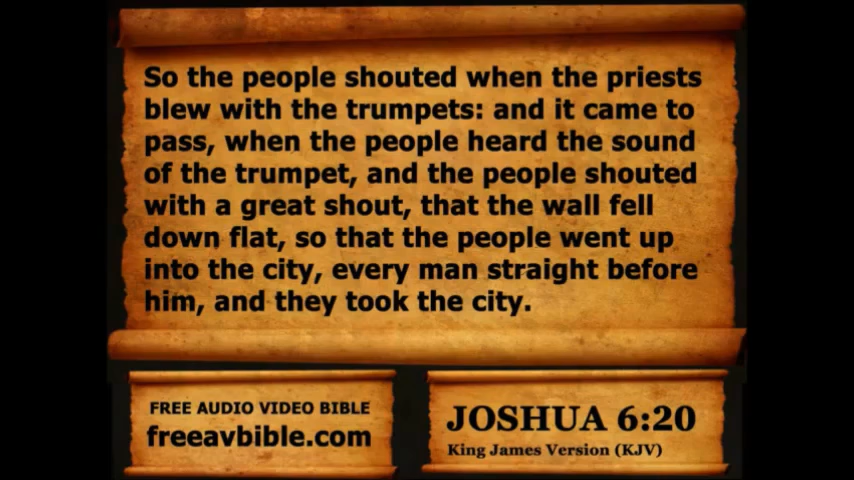 So the people shouted when the priests
blew with the trumpets: and it came to
pass, when the people heard the sound
of the trumpet, and the people shouted
with a great shout, that the wall fell
down flat, so that the people went up
into the city, every man straight before
him, and they took the city.
FREE AUDIO VIDEO BIBLE
freeavbible.com
JOSHUA 6:20
King James Version (KJV)